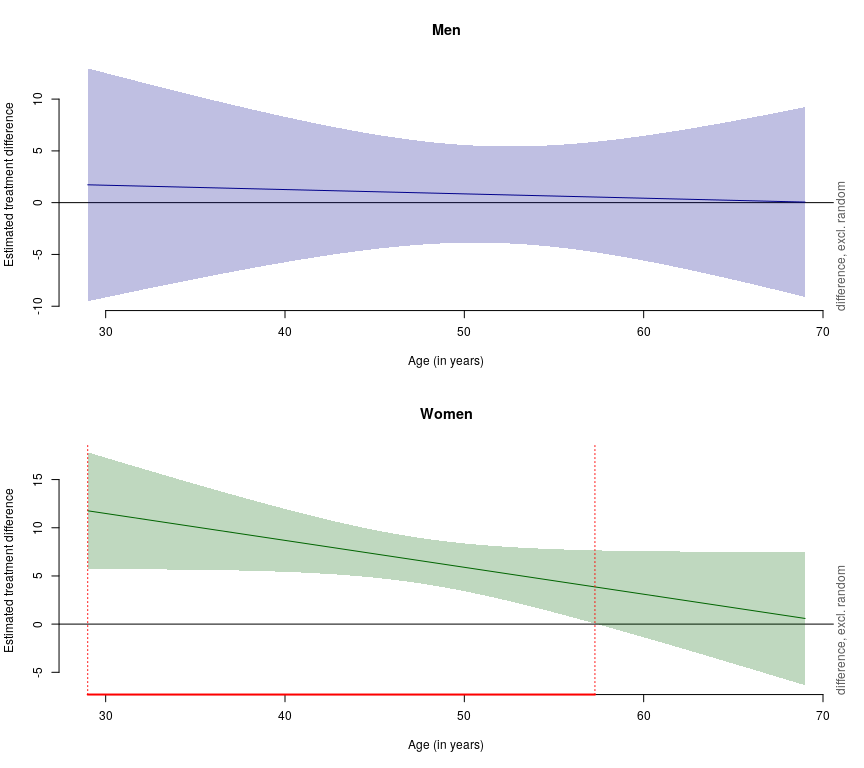 Men
Estimated treatment difference
10
5
0
-5
-10
30 40 50 60 70
Age (in years)
difference, excl. random
Women
Estimated treatment difference
15
10
5
0
-5
30 40 50 60 70
Age (in years)
difference, excl. random